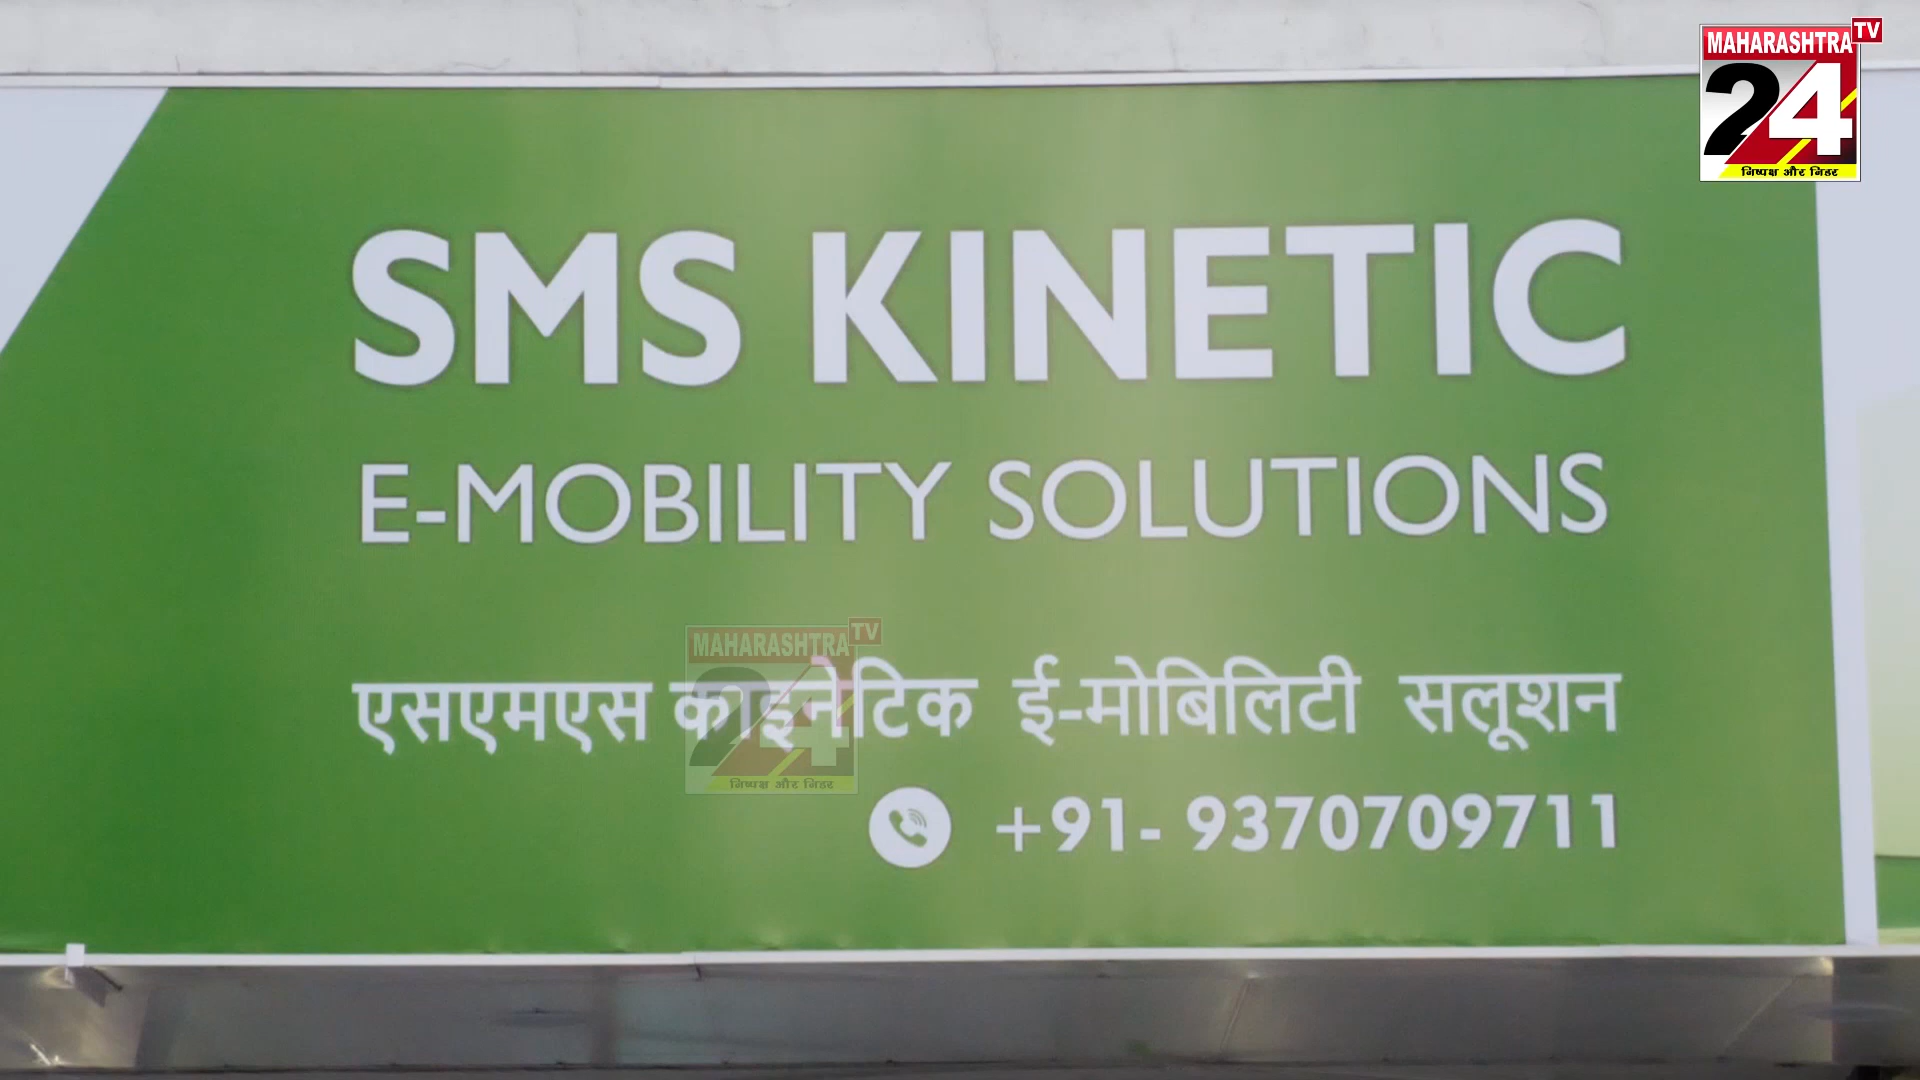 MAHARASHTRA TV
24
निष्पक्ष और निडर
SMS KINETIC
E-MOBILITY SOLUTIONS
एसएमएस काइनेटिक ई-मोबिलिटी सलूशन
+91- 9370709711
MAHARASHTRA TV
24
निष्पक्ष और निडर